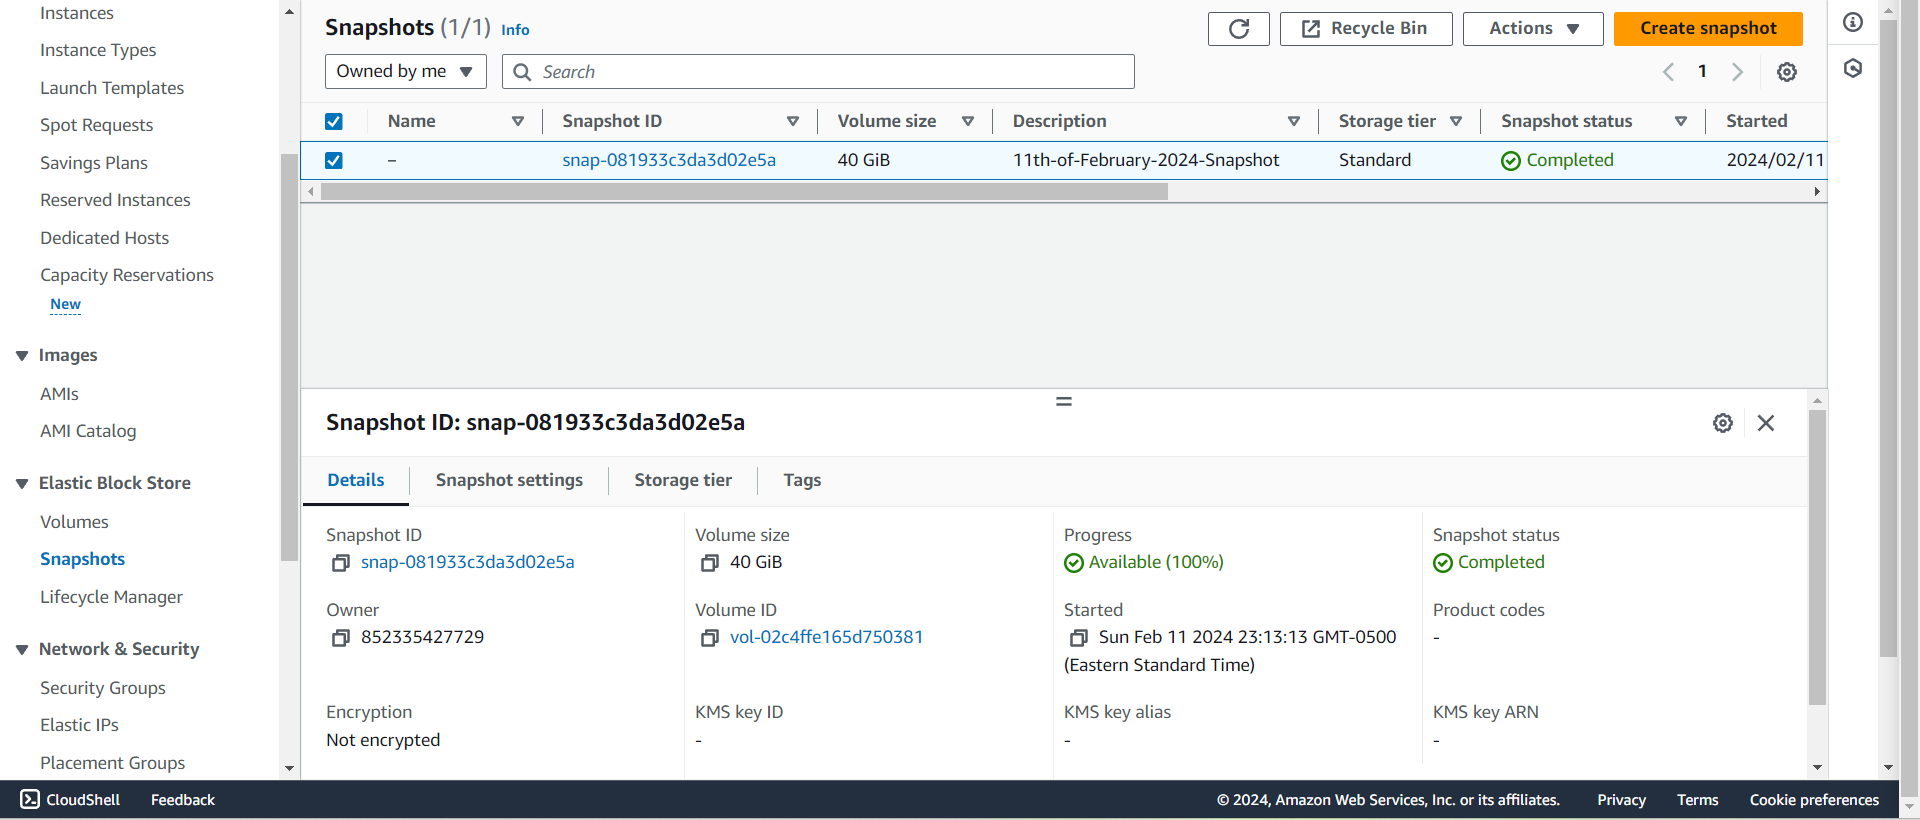 Instances
Instance Types
Launch Templates
Spot Requests
Savings Plans
Reserved Instances
Dedicated Hosts
Capacity Reservations
New
Images
AMIs
AMI Catalog
Elastic Block Store
Volumes
Snapshots
Lifecycle Manager
Network & Security
Security Groups
Elastic IPs
Placement Groups
Snapshots (1/1) Info
Recycle Bin
Actions
Create snapshot
Owned by me
Search
1
Name Snapshot ID Volume size Description Storage tier Snapshot status Started
– snap-081933c3da3d02e5a 40 GiB 11th-of-February-2024-Snapshot Standard Completed 2024/02/11
Snapshot ID: snap-081933c3da3d02e5a
Details Snapshot settings Storage tier Tags
Snapshot ID Volume size Progress Snapshot status
snap-081933c3da3d02e5a 40 GiB Available (100%) Completed
Owner Volume ID Started Product codes
852335427729 vol-02c4ffe165d750381 Sun Feb 11 2024 23:13:13 GMT-0500 -
(Eastern Standard Time)
Encryption KMS key ID KMS key alias KMS key ARN
Not encrypted - - -
CloudShell Feedback © 2024, Amazon Web Services, Inc. or its affiliates. Privacy Terms Cookie preferences